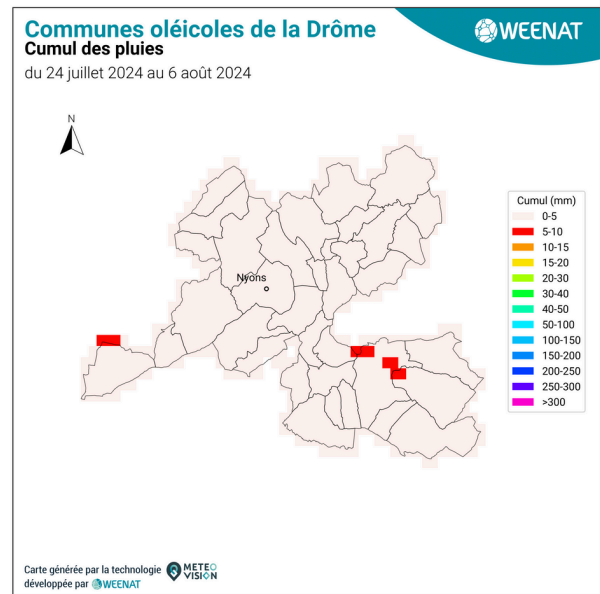 Communes oléicoles de la Drôme
Cumul des pluies
du 24 juillet 2024 au 6 août 2024
WEENAT
N
Nyons
Cumul (mm)
0-5
5-10
10-15
15-20
20-30
30-40
40-50
50-100
100-150
150-200
200-250
250-300
>300
Carte générée par la technologie
METEO
VISION
développée par WEENAT